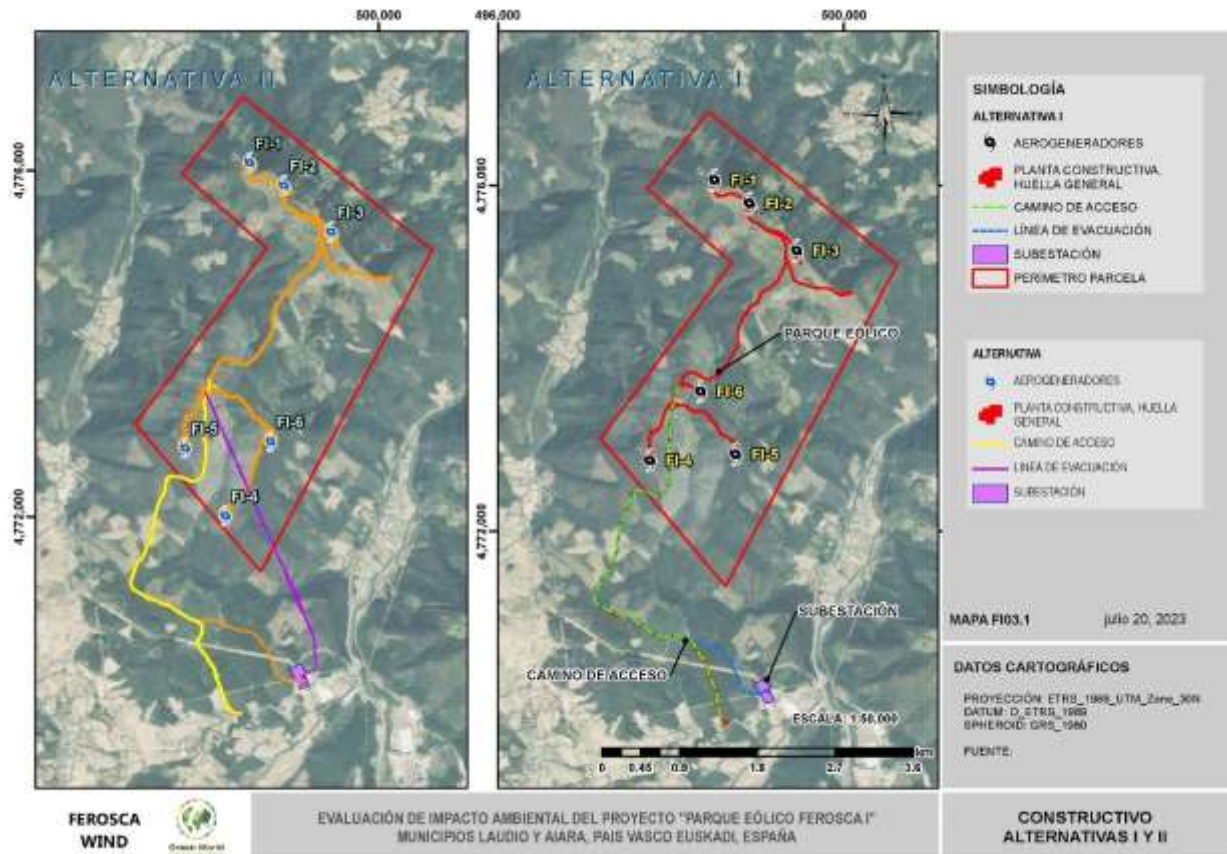 500,000
496,000
500,000
ALTERNATIVA II
ALTERNATIVA I
4,776,000
4,772,000
FI-1
FI-2
FI-3
FI-5
FI-6
FI-4
4,776,000
4,772,000
FI-1
FI-2
FI-3
PARQUE EÓLICO
FI-6
FI-4
FI-5
SUBESTACIÓN
CAMINO DE ACCESO
ESCALA: 1:50,000
km
0 0.45 0.9 1.8 2.7 3.6
SIMBOLOGÍA
ALTERNATIVA I
AEROGENERADORES
PLANTA CONSTRUCTIVA,
HUELLA GENERAL
CAMINO DE ACCESO
LÍNEA DE EVACUACIÓN
SUBESTACIÓN
PERIMETRO PARCELA
ALTERNATIVA
AEROGENERADORES
PLANTA CONSTRUCTIVA, HUELLA
GENERAL
CAMINO DE ACCESO
LINEA DE EVACUACIÓN
SUBESTACIÓN
MAPA FI03.1 julio 20, 2023
DATOS CARTOGRÁFICOS
PROYECCIÓN: ETRS_1989_UTM_Zone_30N
DATUM: D_ETRS_1989
SPHEROID: GRS_1980
FUENTE:
FEROSCA
WIND
Green World
EVALUACIÓN DE IMPACTO AMBIENTAL DEL PROYECTO "PARQUE EÓLICO FEROSCA I"
MUNICIPIOS LAUDIO Y AIARA, PAIS VASCO EUSKADI, ESPAÑA
CONSTRUCTIVO
ALTERNATIVAS I Y II